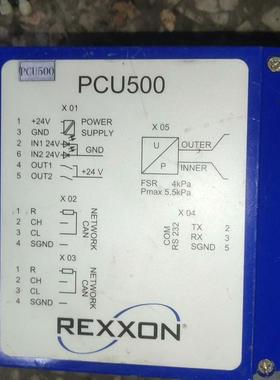 PCU500
PCU500
X 01
1 +24V POWER
3 GND SUPPLY
2 IN1 24V
6 IN2 24V GND
4 OUT1
5 OUT2 +24 V
X 05
U
P
OUTER
INNER
FSR 4kPa
Pmax 5.5kPa
X 02
1 R
2 CH
3 CL
4 SGND
NETWORK
CAN
X 04
COM
RS 232
TX 2
RX 3
SGND 5
X 03
1 R
2 CH
3 CL
4 SGND
NETWORK
CAN
REXXON